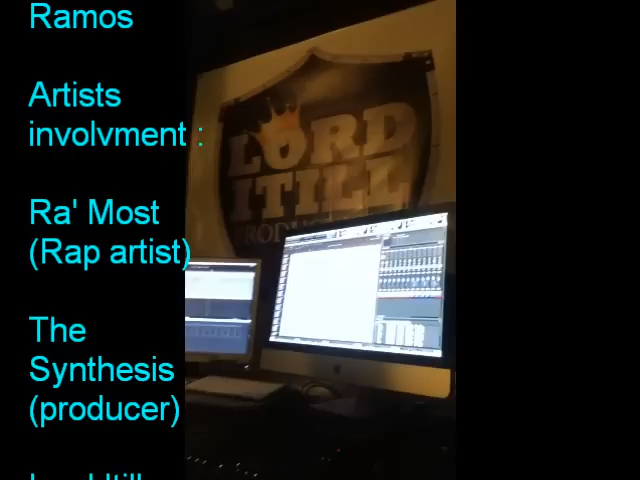 Ramos
Artists
involvment :
Ra' Most
(Rap artist)
The
Synthesis
(producer)
LORD
ITILL